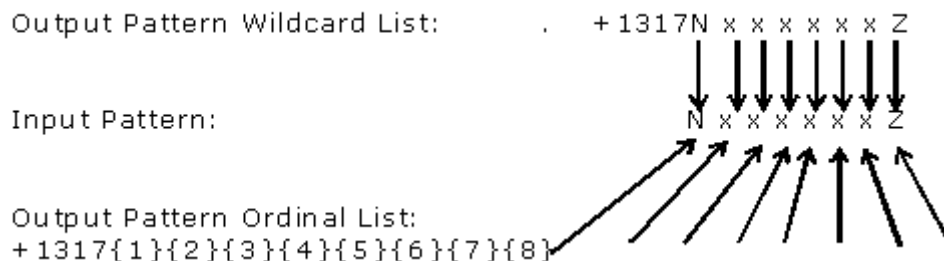 Output Pattern Wildcard List: . +1317N x x x x x x Z
Input Pattern: N x x x x x x Z
Output Pattern Ordinal List:
+1317{1}{2}{3}{4}{5}{6}{7}{8}